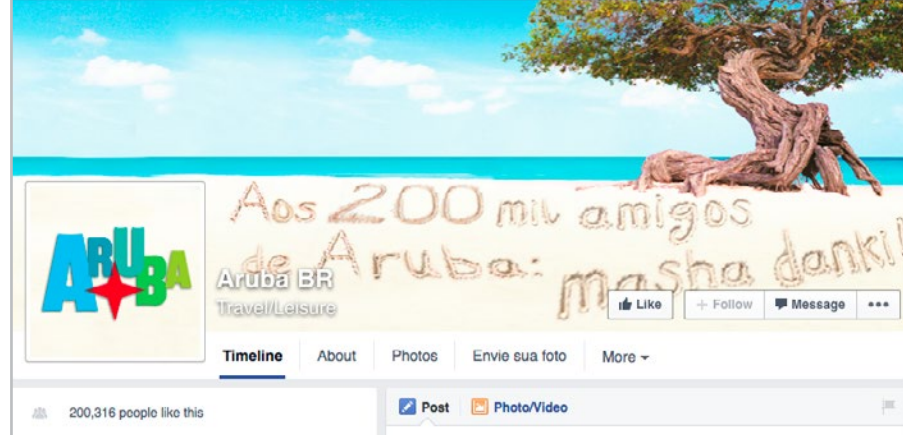 Aos 200 mil amigos
de Aruba:
masha danki!
ARUBA
Aruba BR
Travel/Leisure
Like
+ Follow
Message
Timeline
About
Photos
Envie sua foto
More
200,316 people like this
Post
Photo/Video